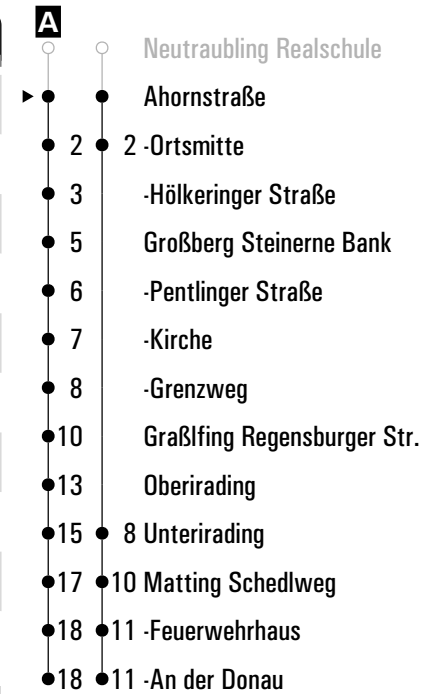 A
Neutraubling Realschule
Ahornstraße
2 2 -Ortsmitte
3 -Hölkeringer Straße
5 Großberg Steinerne Bank
6 -Pentlinger Straße
7 -Kirche
8 -Grenzweg
10 Graßlfing Regensburger Str.
13 Oberirading
15 8 Unterirading
17 10 Matting Schedlweg
18 11 -Feuerwehrhaus
18 11 -An der Donau